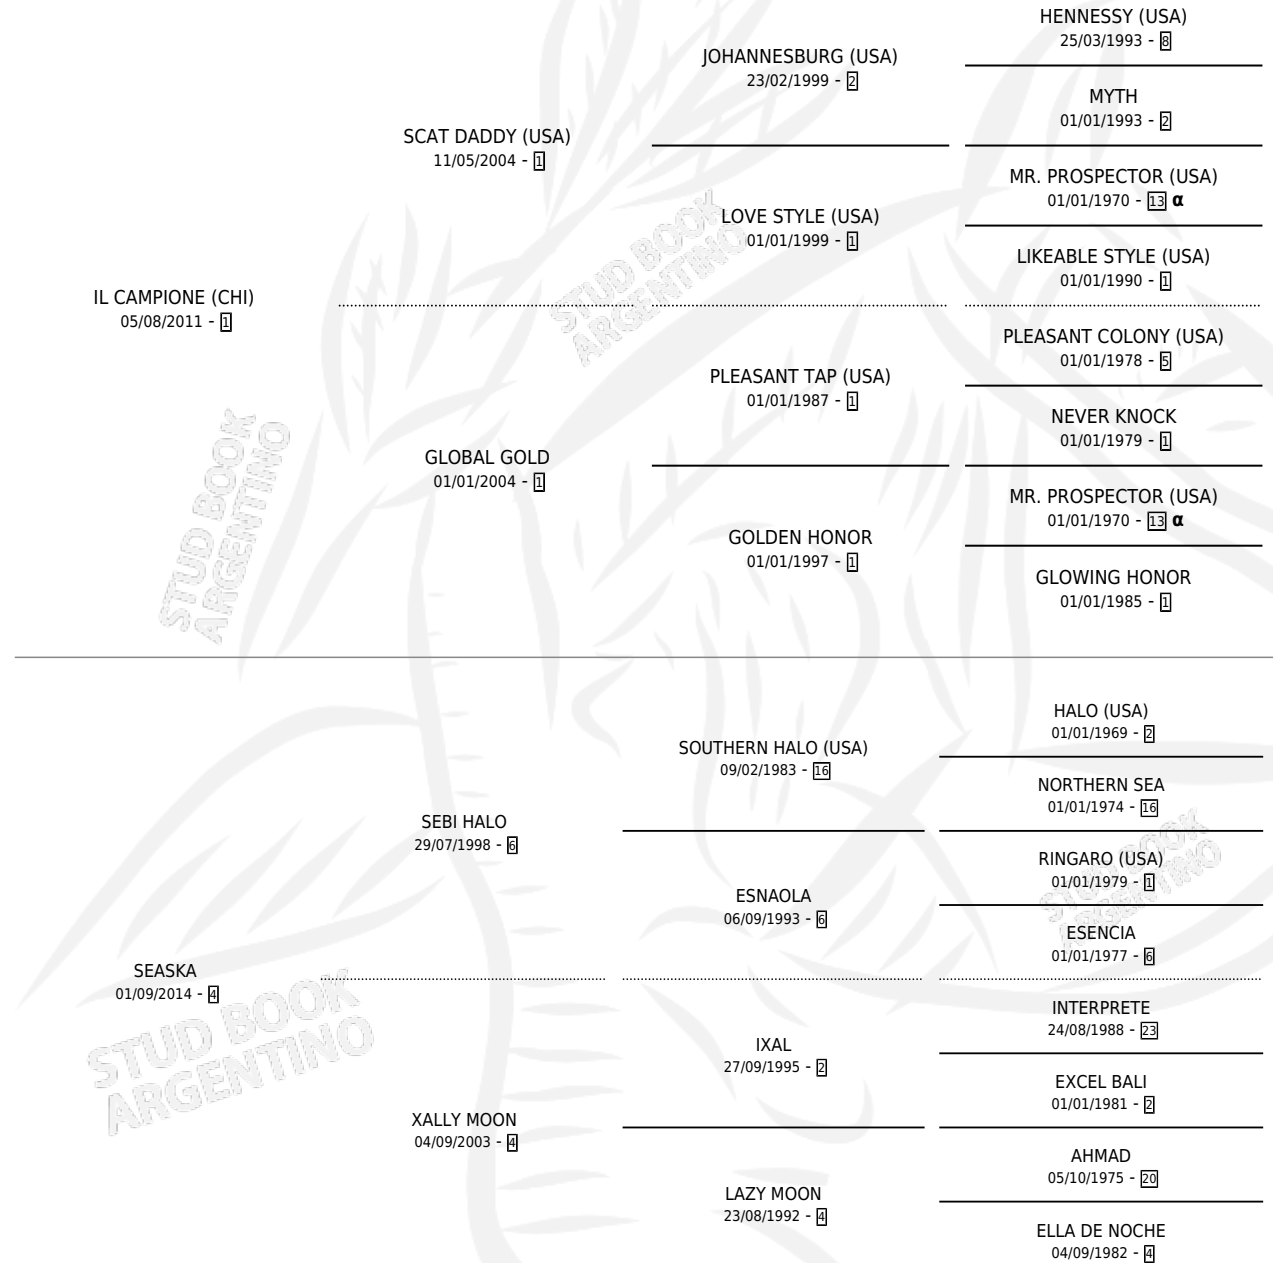 HENNESSY (USA)
25/03/1993 - 8
JOHANNESBURG (USA)
23/02/1999 - 2
MYTH
01/01/1993 - 2
SCAT DADDY (USA)
11/05/2004 - 1
MR. PROSPECTOR (USA)
01/01/1970 - 13 α
LOVE STYLE (USA)
01/01/1999 - 1
LIKEABLE STYLE (USA)
01/01/1990 - 1
IL CAMPIONE (CHI)
05/08/2011 - 1
PLEASANT COLONY (USA)
01/01/1978 - 5
PLEASANT TAP (USA)
01/01/1987 - 1
NEVER KNOCK
01/01/1979 - 1
GLOBAL GOLD
01/01/2004 - 1
MR. PROSPECTOR (USA)
01/01/1970 - 13 α
GOLDEN HONOR
01/01/1997 - 1
GLOWING HONOR
01/01/1985 - 1
HALO (USA)
01/01/1969 - 2
SOUTHERN HALO (USA)
09/02/1983 - 16
NORTHERN SEA
01/01/1974 - 16
SEBI HALO
29/07/1998 - 6
RINGARO (USA)
01/01/1979 - 1
ESNAOLA
06/09/1993 - 6
ESENCIA
01/01/1977 - 6
SEASKA
01/09/2014 - 4
INTERPRETE
24/08/1988 - 23
IXAL
27/09/1995 - 2
EXCEL BALI
01/01/1981 - 2
XALLY MOON
04/09/2003 - 4
AHMAD
05/10/1975 - 20
LAZY MOON
23/08/1992 - 4
ELLA DE NOCHE
04/09/1982 - 4
STUD BOOK
ARGENTINO
STUD BOOK
ARGENTINO
STUD BOOK
ARGENTINO
STUD BOOK
ARGENTINO